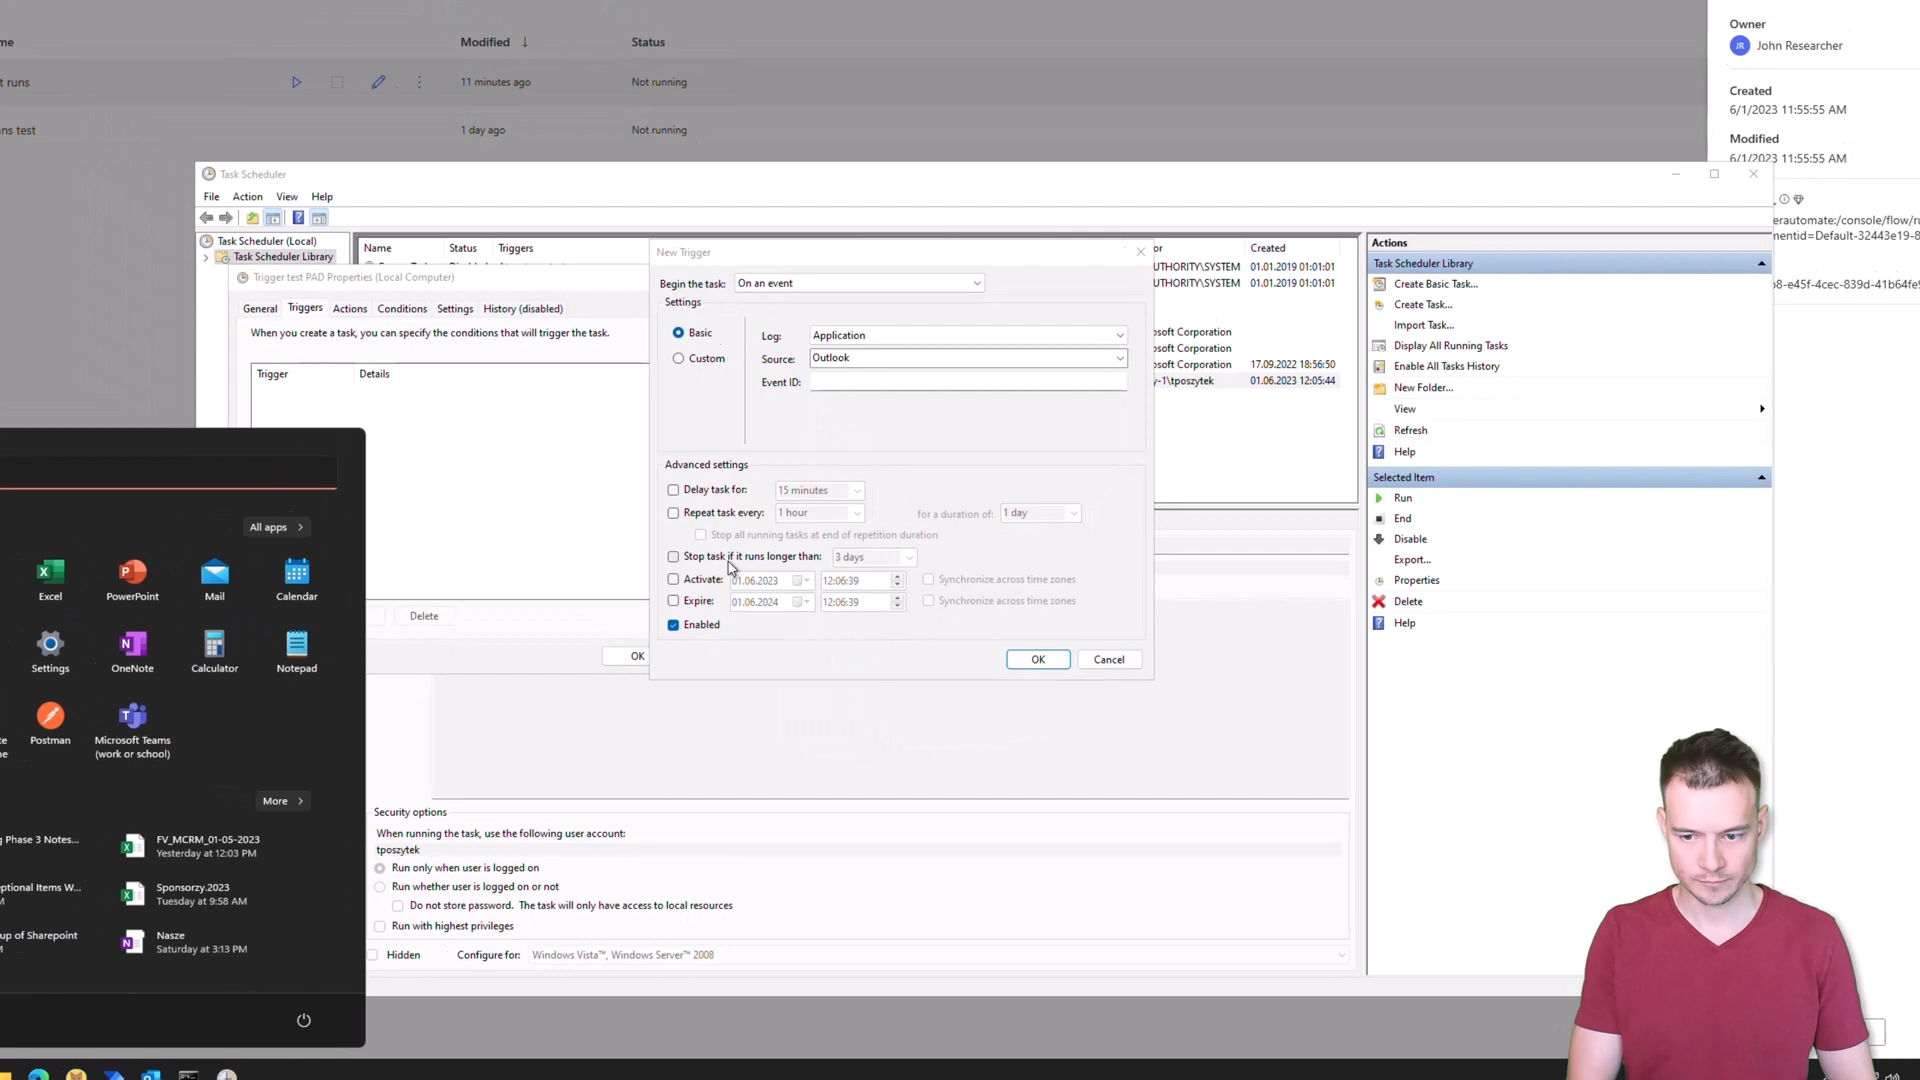 me
Modified ↓
Status
t runs
11 minutes ago
Not running
ns test
1 day ago
Not running
Owner
JR John Researcher
Created
6/1/2023 11:55:55 AM
Modified
6/1/2023 11:55:55 AM
erautomate:/console/flow/ru
mentid=Default-32443e19-8
8-e45f-4cec-839d-41b64fe9
Task Scheduler
File Action View Help
Task Scheduler (Local)
Task Scheduler Library
Name Status Triggers
Created
UTHORITY\SYSTEM 01.01.2019 01:01:01
UTHORITY\SYSTEM 01.01.2019 01:01:01
osoft Corporation
osoft Corporation
osoft Corporation 17.09.2022 18:56:50
y-1\tposzytek 01.06.2023 12:05:44
Trigger test PAD Properties (Local Computer)
General Triggers Actions Conditions Settings History (disabled)
When you create a task, you can specify the conditions that will trigger the task.
Trigger Details
Delete
OK
New Trigger
Begin the task: On an event
Settings
Basic
Custom
Log: Application
Source: Outlook
Event ID:
Advanced settings
Delay task for: 15 minutes
Repeat task every: 1 hour for a duration of: 1 day
Stop all running tasks at end of repetition duration
Stop task if it runs longer than: 3 days
Activate: 01.06.2023 12:06:39 Synchronize across time zones
Expire: 01.06.2024 12:06:39 Synchronize across time zones
Enabled
OK Cancel
Actions
Task Scheduler Library
Create Basic Task...
Create Task...
Import Task...
Display All Running Tasks
Enable All Tasks History
New Folder...
View
Refresh
Help
Selected Item
Run
End
Disable
Export...
Properties
Delete
Help
Security options
When running the task, use the following user account:
tposzytek
Run only when user is logged on
Run whether user is logged on or not
Do not store password. The task will only have access to local resources
Run with highest privileges
Hidden Configure for: Windows Vista™, Windows Server™ 2008
All apps >
Excel PowerPoint Mail Calendar
Settings OneNote Calculator Notepad
Postman Microsoft Teams
(work or school)
More >
g Phase 3 Notes...
FV_MCRM_01-05-2023
Yesterday at 12:03 PM
eptional Items W...
Sponsorzy.2023
Tuesday at 9:58 AM
up of Sharepoint
Nasze
Saturday at 3:13 PM